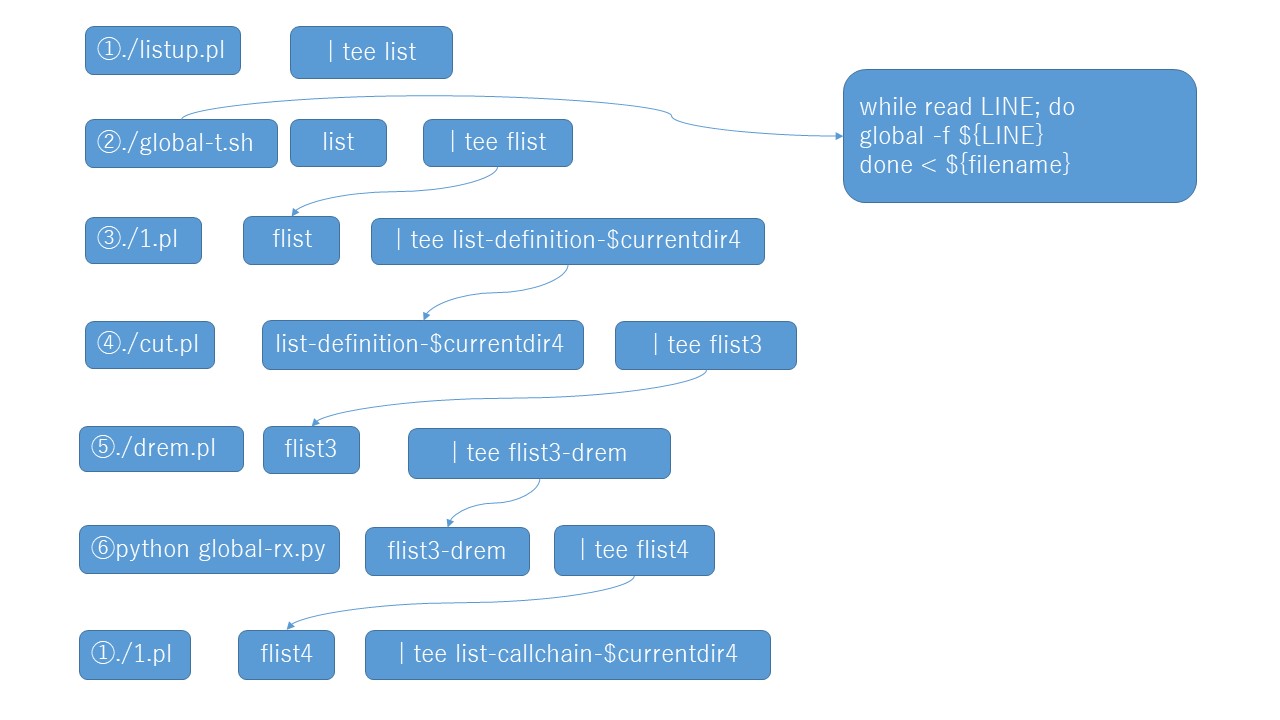 ①./listup.pl | tee list
②./global-t.sh list | tee flist
while read LINE; do
global -f ${LINE}
done < ${filename}
③./1.pl flist | tee list-definition-$currentdir4
④./cut.pl list-definition-$currentdir4 | tee flist3
⑤./drem.pl flist3 | tee flist3-drem
⑥python global-rx.py flist3-drem | tee flist4
①./1.pl flist4 | tee list-callchain-$currentdir4